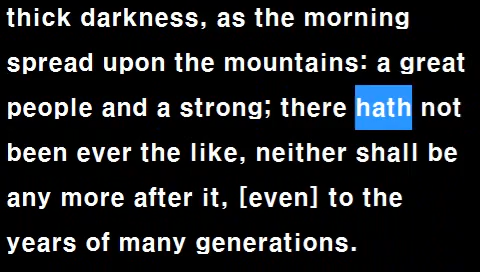 thick darkness, as the morning
spread upon the mountains: a great
people and a strong; there hath not
been ever the like, neither shall be
any more after it, [even] to the
years of many generations.